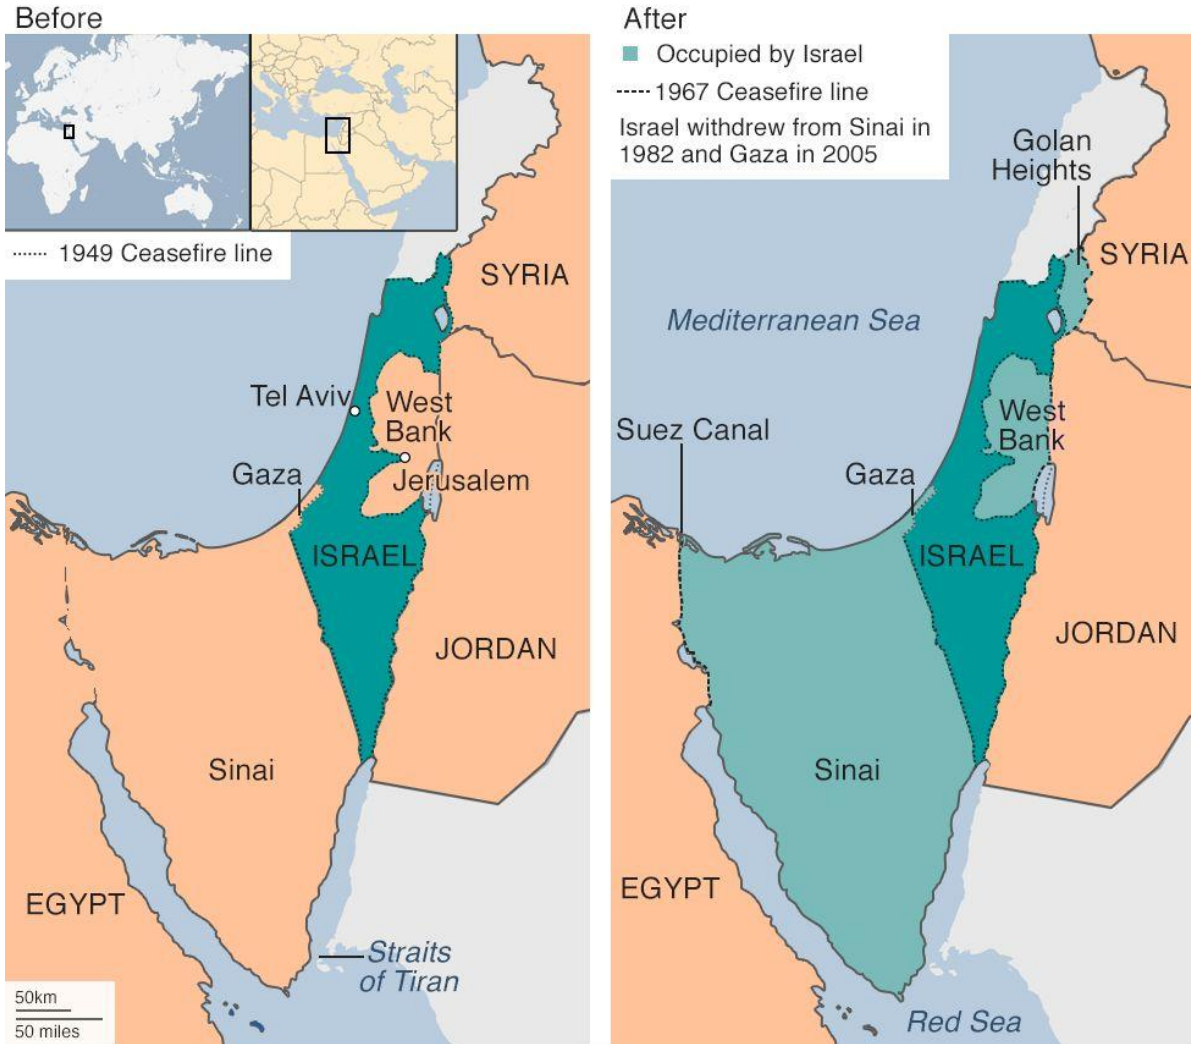 Before
1949 Ceasefire line
SYRIA
Tel Aviv
West
Bank
Gaza
Jerusalem
ISRAEL
JORDAN
Sinai
EGYPT
Straits
of Tiran
50km
50 miles
After
Occupied by Israel
1967 Ceasefire line
Israel withdrew from Sinai in
1982 and Gaza in 2005
Golan
Heights
SYRIA
Mediterranean Sea
Suez Canal
West
Bank
Gaza
ISRAEL
JORDAN
Sinai
EGYPT
Red Sea